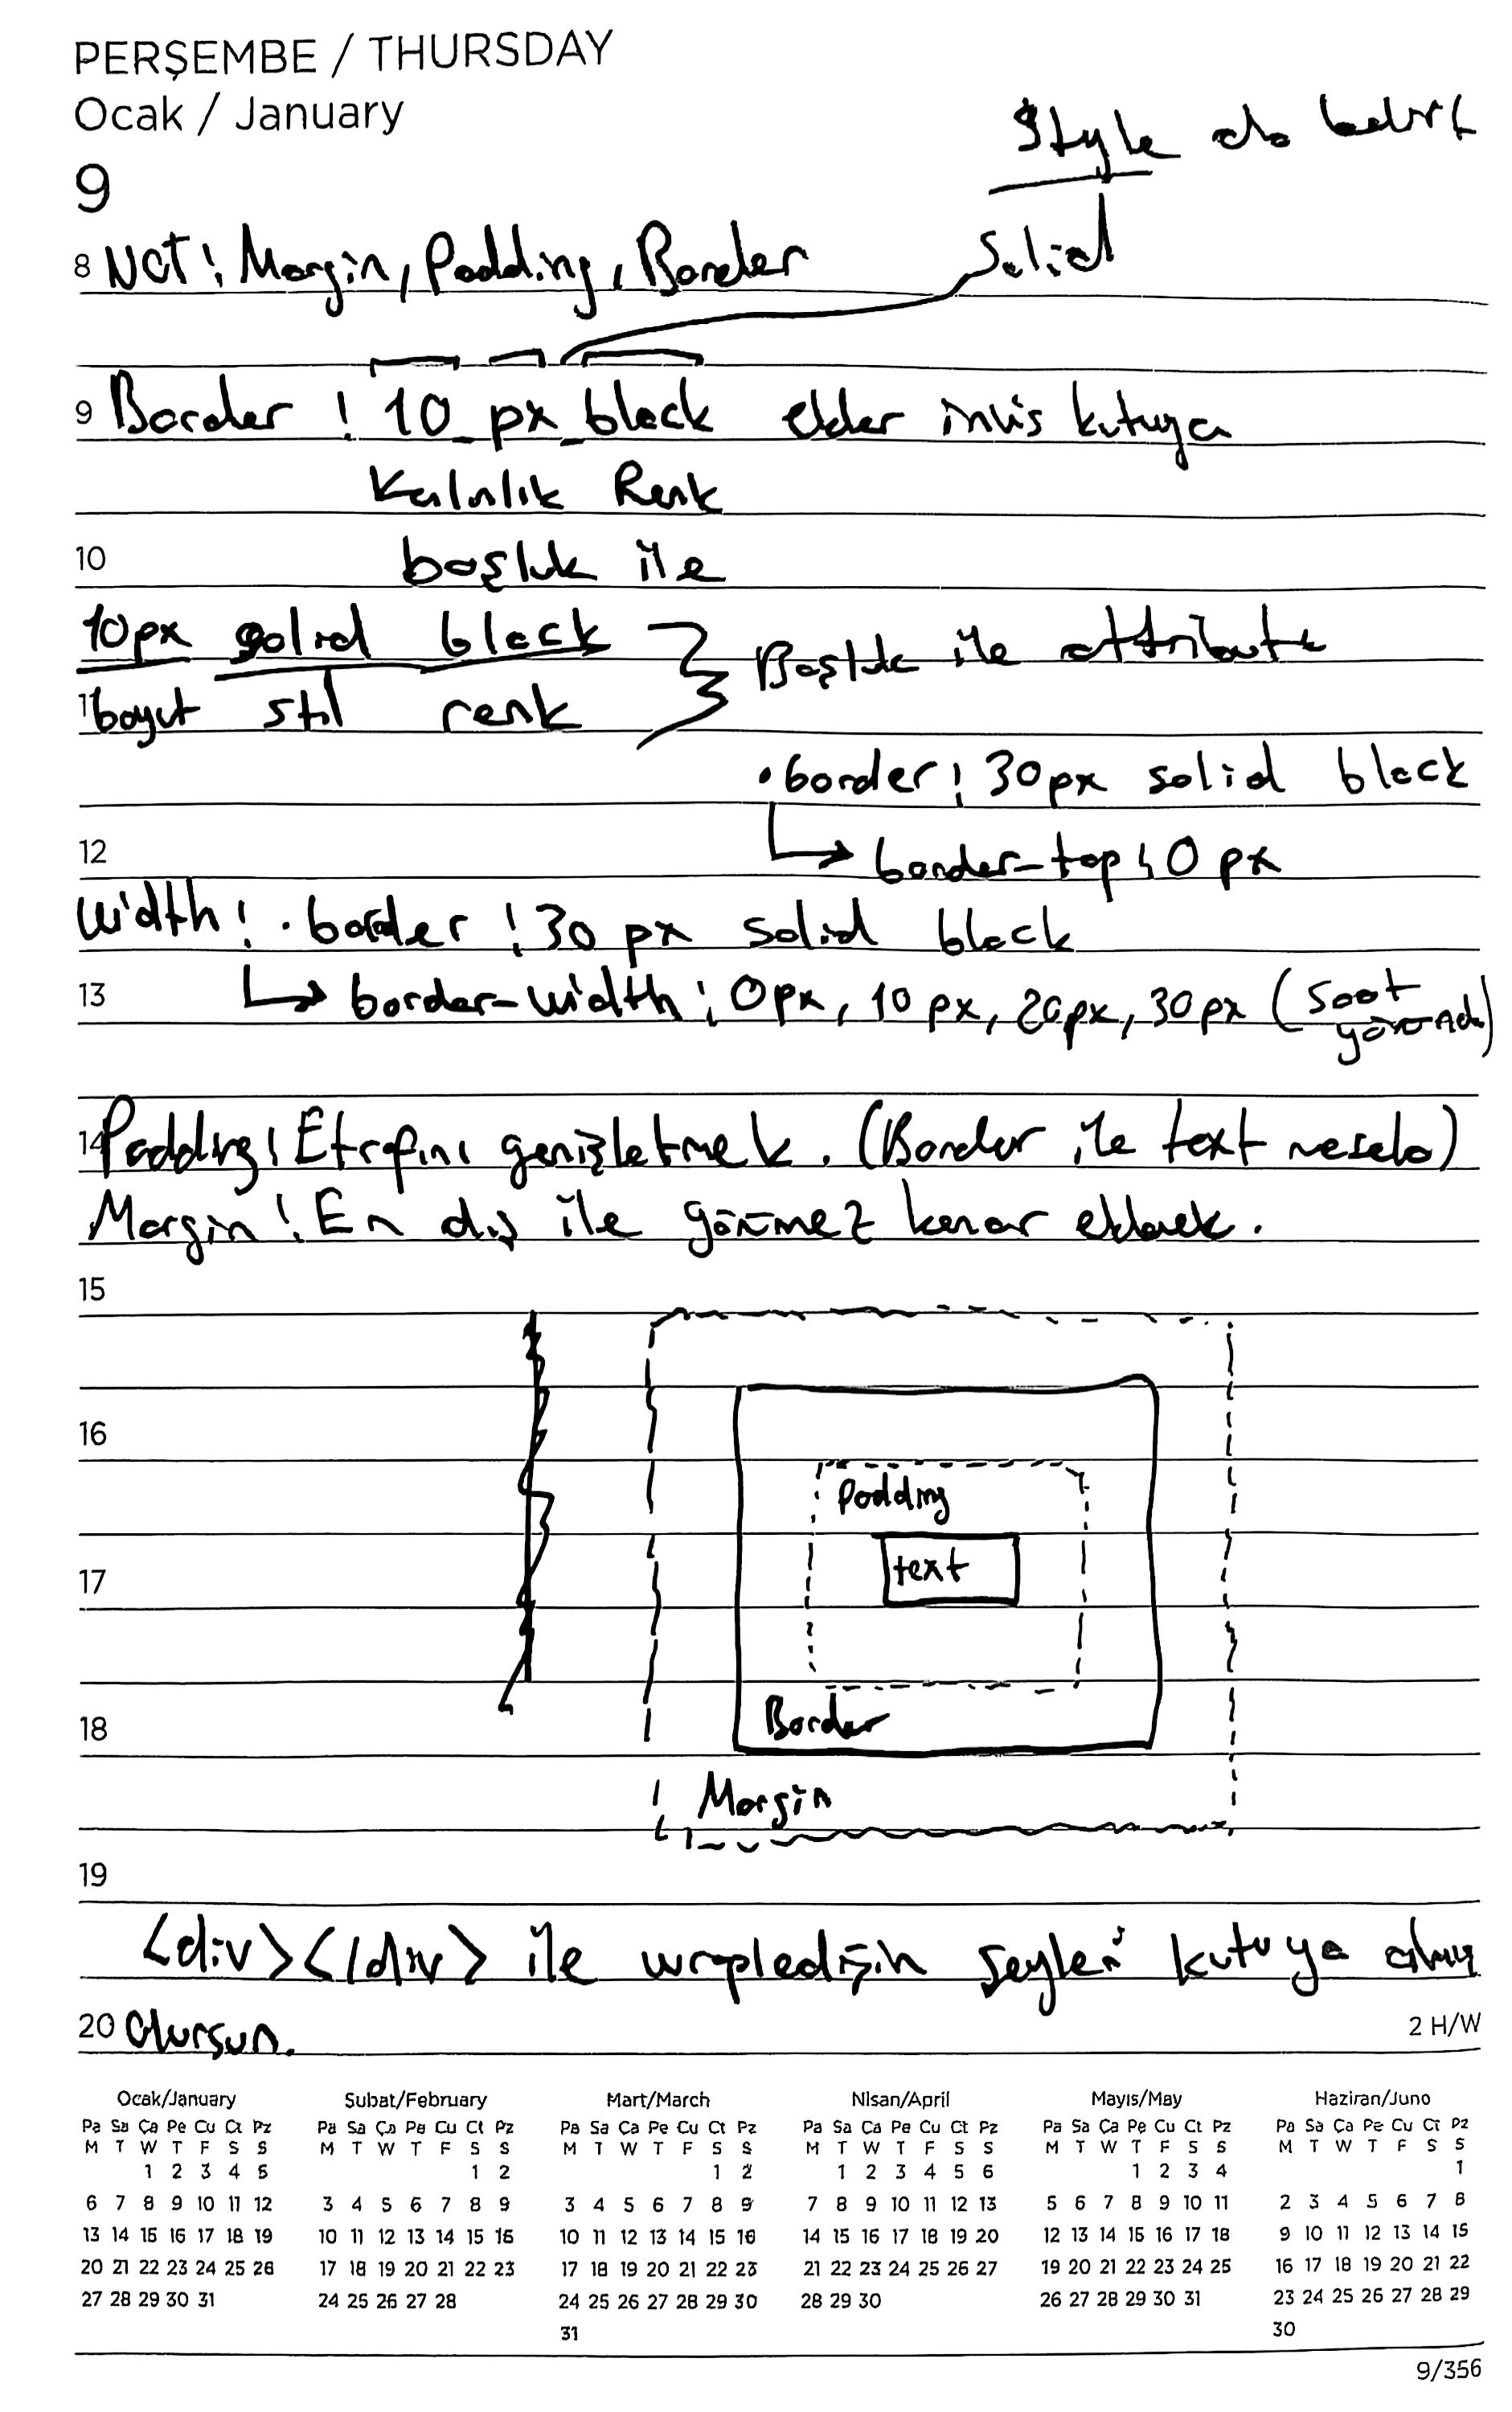 PERŞEMBE / THURSDAY
Ocak / January
9
Style da belirt
Solid
8 NOT: Margin, Padding, Border
9 Border: 10 px black ekler invis kutuya
Kalınlık Renk
10 boşluk ile
10px solid black } Boşluk ile attribute
11 boyut stil renk
• border: 30px solid black
12 ↳ border-top: 0 px
width: • border: 30 px solid black
13 ↳ border-width: 0px, 10px, 20px, 30px (saat yönünde)
14 Padding: Etrafını genişletmek. (Border ile text mesela)
Margin: En dış ile görünmez kenar eklemek.
15
16
Padding
17 text
18 Border
Margin
19
<div></div> ile wraplediğin şeyleri kutuya almış
20 olursun.
2 H/W
Ocak/January Şubat/February Mart/March Nisan/April Mayıs/May Haziran/June
Pa Sa Ça Pe Cu Ct Pz Pa Sa Ça Pe Cu Ct Pz Pa Sa Ça Pe Cu Ct Pz Pa Sa Ça Pe Cu Ct Pz Pa Sa Ça Pe Cu Ct Pz Pa Sa Ça Pe Cu Ct Pz
M T W T F S S M T W T F S S M T W T F S S M T W T F S S M T W T F S S M T W T F S S
1 2 3 4 5 1 2 1 2 1 2 3 4 5 6 1 2 3 4 1
6 7 8 9 10 11 12 3 4 5 6 7 8 9 3 4 5 6 7 8 9 7 8 9 10 11 12 13 5 6 7 8 9 10 11 2 3 4 5 6 7 8
13 14 15 16 17 18 19 10 11 12 13 14 15 16 10 11 12 13 14 15 16 14 15 16 17 18 19 20 12 13 14 15 16 17 18 9 10 11 12 13 14 15
20 21 22 23 24 25 26 17 18 19 20 21 22 23 17 18 19 20 21 22 23 21 22 23 24 25 26 27 19 20 21 22 23 24 25 16 17 18 19 20 21 22
27 28 29 30 31 24 25 26 27 28 24 25 26 27 28 29 30 28 29 30 26 27 28 29 30 31 23 24 25 26 27 28 29
31 30
9/356